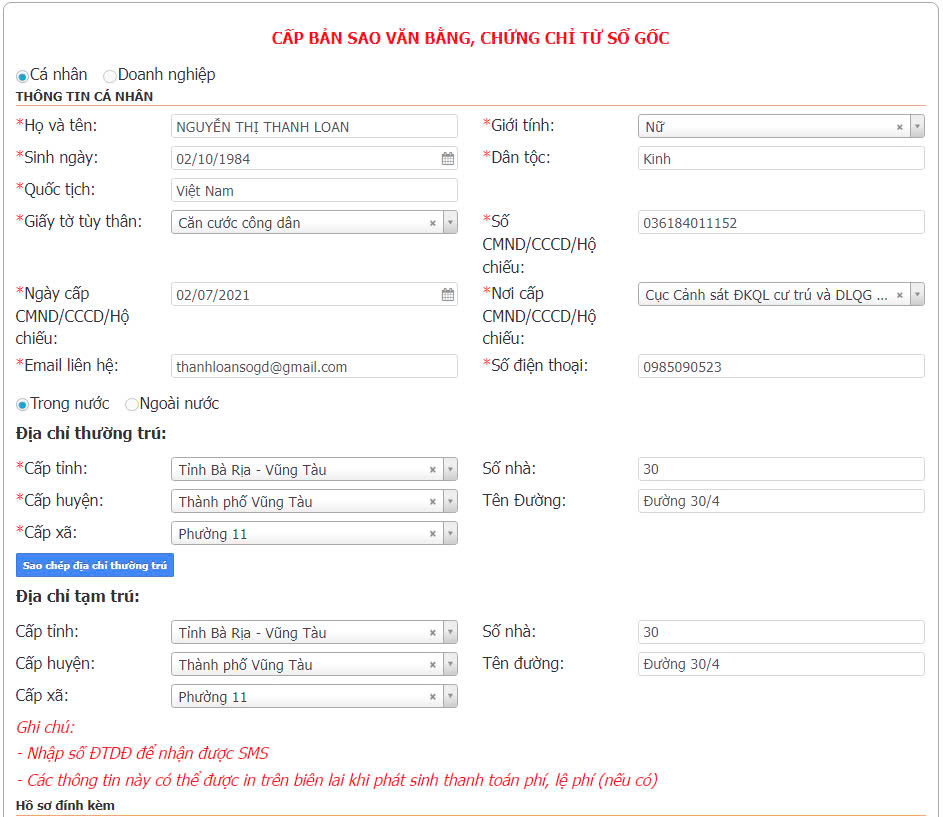 CẤP BẢN SAO VĂN BẰNG, CHỨNG CHỈ TỪ SỔ GỐC
Cá nhân Doanh nghiệp
THÔNG TIN CÁ NHÂN
*Họ và tên: NGUYỄN THỊ THANH LOAN *Giới tính: Nữ
*Sinh ngày: 02/10/1984 *Dân tộc: Kinh
*Quốc tịch: Việt Nam
*Giấy tờ tùy thân: Căn cước công dân *Số CMND/CCCD/Hộ chiếu: 036184011152
*Ngày cấp CMND/CCCD/Hộ chiếu: 02/07/2021 *Nơi cấp CMND/CCCD/Hộ chiếu: Cục Cảnh sát ĐKQL cư trú và DLQG ...
*Email liên hệ: thanhloansogd@gmail.com *Số điện thoại: 0985090523
Trong nước Ngoài nước
Địa chỉ thường trú:
*Cấp tỉnh: Tỉnh Bà Rịa - Vũng Tàu Số nhà: 30
*Cấp huyện: Thành phố Vũng Tàu Tên Đường: Đường 30/4
*Cấp xã: Phường 11
Sao chép địa chỉ thường trú
Địa chỉ tạm trú:
Cấp tỉnh: Tỉnh Bà Rịa - Vũng Tàu Số nhà: 30
Cấp huyện: Thành phố Vũng Tàu Tên đường: Đường 30/4
Cấp xã: Phường 11
Ghi chú:
- Nhập số ĐTDĐ để nhận được SMS
- Các thông tin này có thể được in trên biên lai khi phát sinh thanh toán phí, lệ phí (nếu có)
Hồ sơ đính kèm